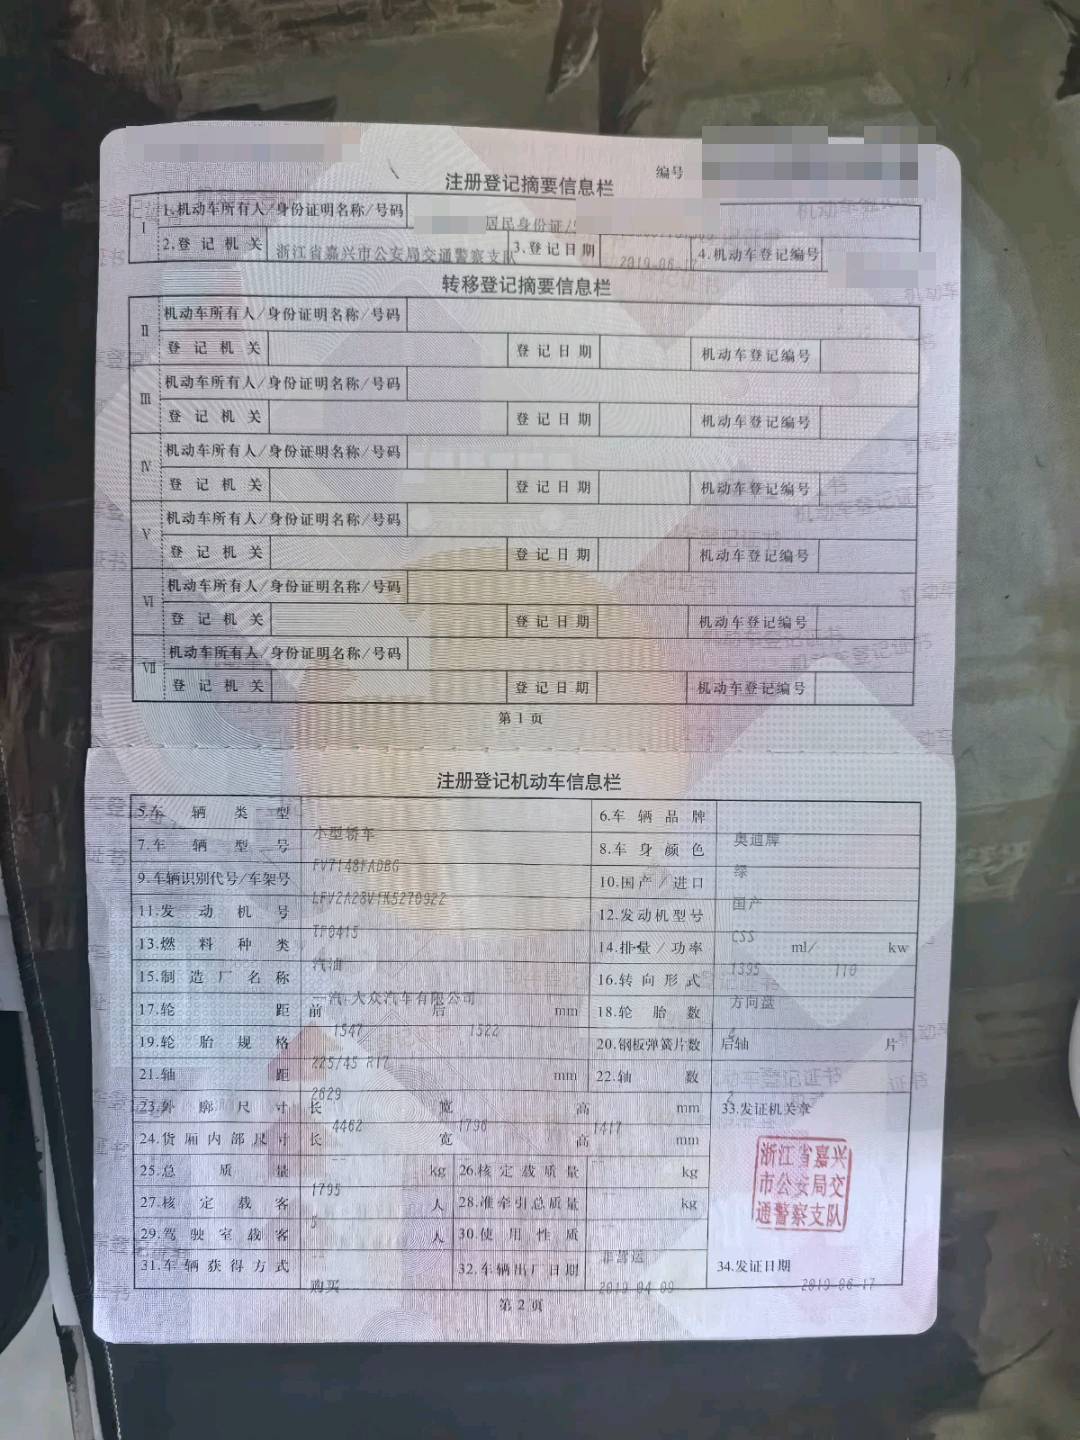 编号
注册登记摘要信息栏
I 1.机动车所有人/身份证明名称/号码 居民身份证/
2.登记机关 浙江省嘉兴市公安局交通警察支队 3.登记日期 2019-06-17 4.机动车登记编号
转移登记摘要信息栏
II 机动车所有人/身份证明名称/号码
登记机关 登记日期 机动车登记编号
III 机动车所有人/身份证明名称/号码
登记机关 登记日期 机动车登记编号
IV 机动车所有人/身份证明名称/号码
登记机关 登记日期 机动车登记编号
V 机动车所有人/身份证明名称/号码
登记机关 登记日期 机动车登记编号
VI 机动车所有人/身份证明名称/号码
登记机关 登记日期 机动车登记编号
VII 机动车所有人/身份证明名称/号码
登记机关 登记日期 机动车登记编号
第1页
注册登记机动车信息栏
5.车辆类型 小型轿车 6.车辆品牌 奥迪牌
7.车辆型号 FV7148FADBG 8.车身颜色 绿
9.车辆识别代号/车架号 LFV2A28V1K5270922 10.国产/进口 国产
11.发动机号 TF0415 12.发动机型号 CSS
13.燃料种类 汽油 14.排量/功率 1395 ml/ 110 kw
15.制造厂名称 一汽-大众汽车有限公司 16.转向形式 方向盘
17.轮距 前 1547 后 1522 mm 18.轮胎数 4
19.轮胎规格 225/45 R17 20.钢板弹簧片数 后轴 -- 片
21.轴距 2629 mm 22.轴数 2
23.外廓尺寸 长 4462 宽 1796 高 1417 mm 33.发证机关章
24.货厢内部尺寸 长 -- 宽 -- 高 -- mm
浙江省嘉兴
市公安局交
通警察支队
25.总质量 1795 kg 26.核定载质量 -- kg
27.核定载客 5 人 28.准牵引总质量 -- kg
29.驾驶室载客 -- 人 30.使用性质 非营运
31.车辆获得方式 购买 32.车辆出厂日期 2019-04-09 34.发证日期 2019-06-17
第2页